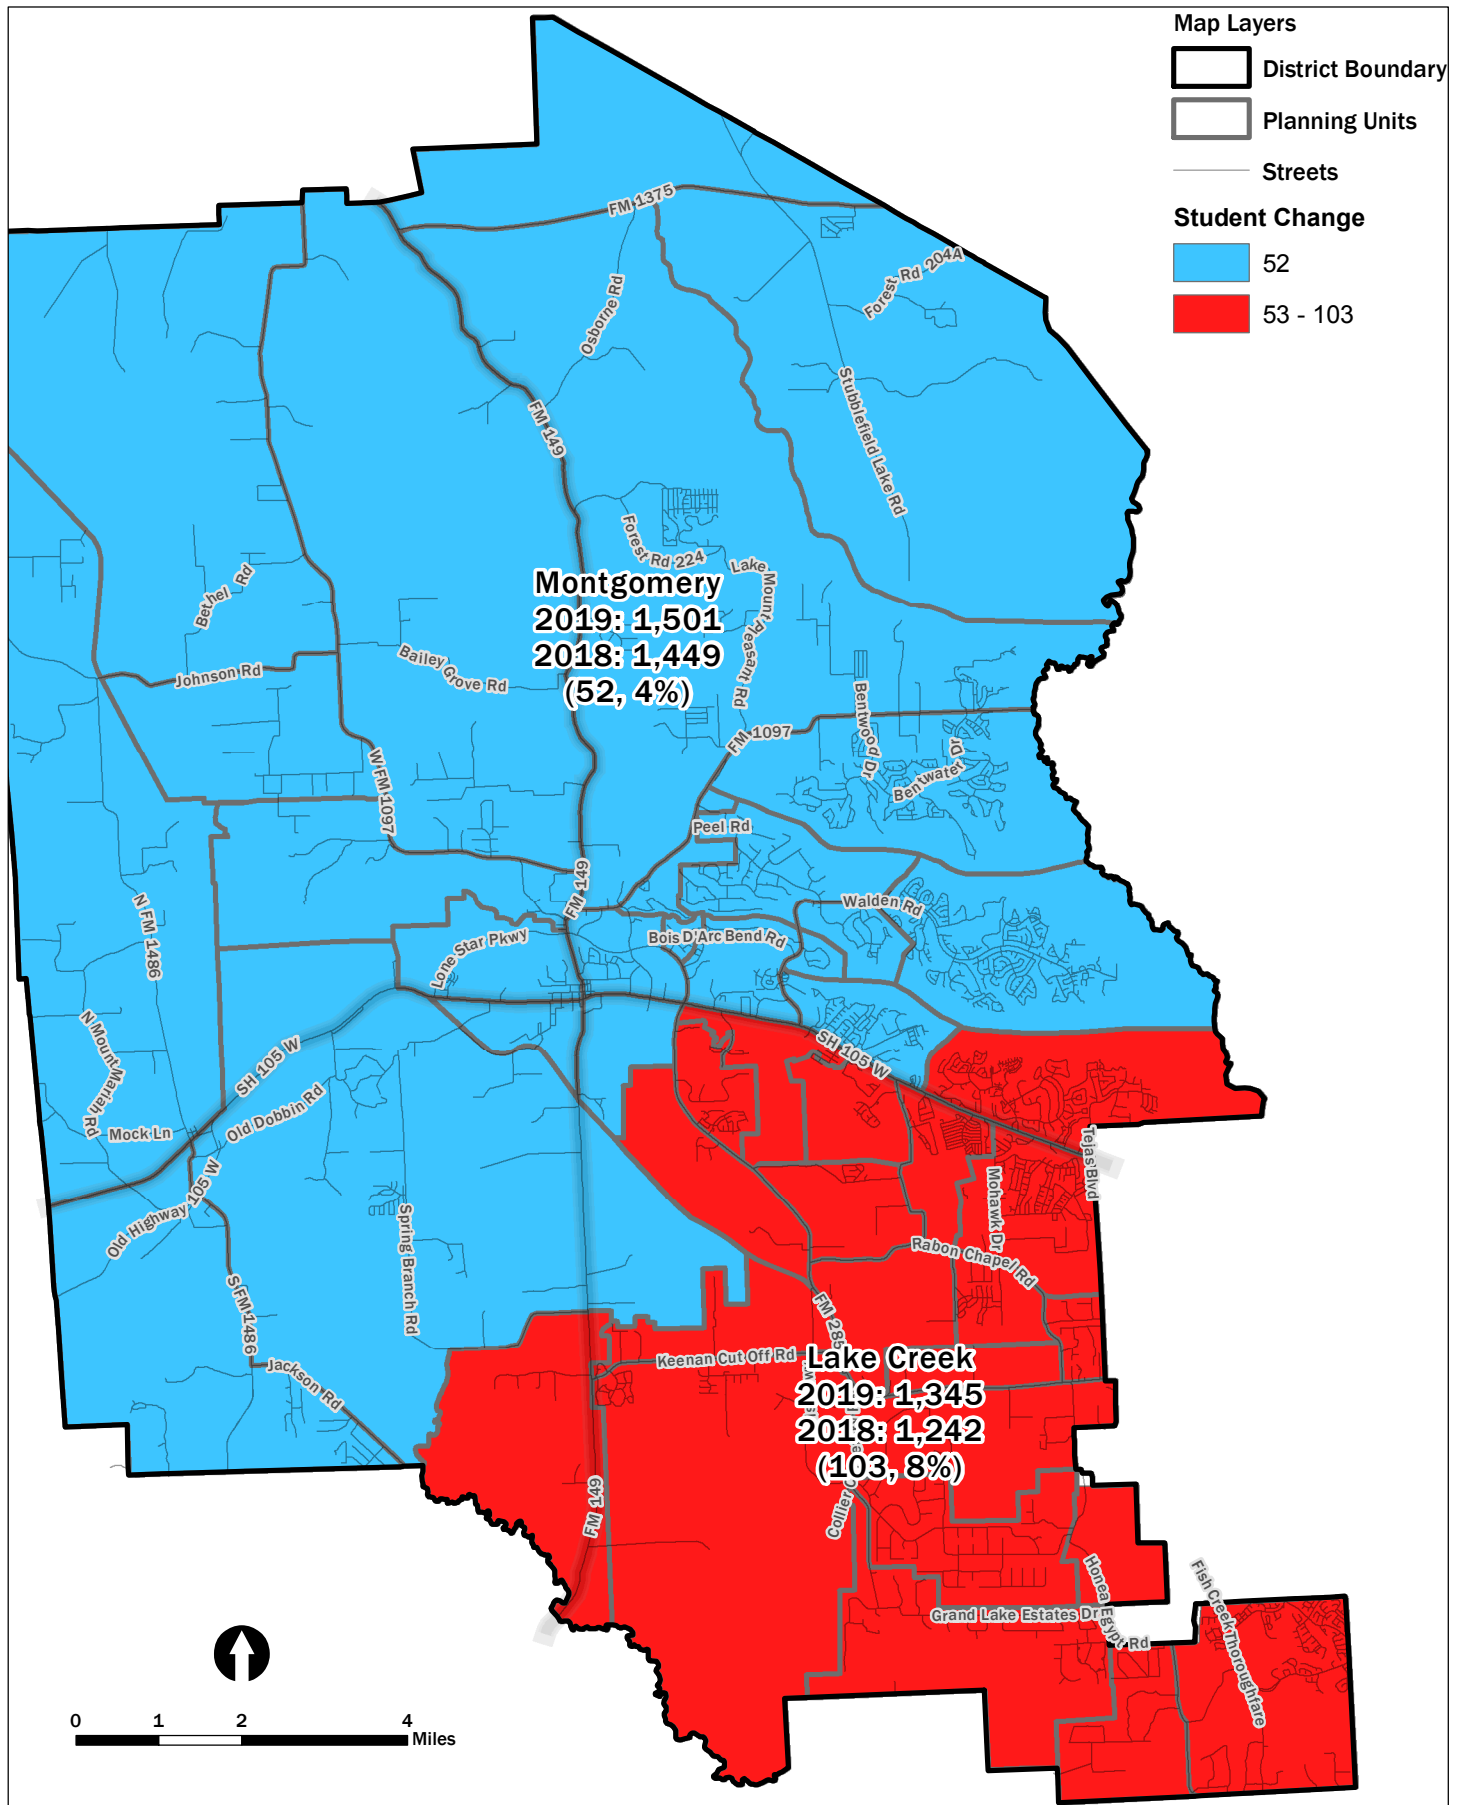 Map Layers
District Boundary
Planning Units
Streets
Student Change
52
53 - 103
FM 1375
Forest Rd 204A
Osborne Rd
Stubblefield Lake Rd
FM 149
Forest Rd 224
Lake Mount Pleasant Rd
Bethel Rd
Montgomery
2019: 1,501
2018: 1,449
(52, 4%)
Johnson Rd
Bailey Grove Rd
Bentwood Dr
FM 1097
Bentwater Dr
W FM 1097
Peel Rd
FM 149
Walden Rd
N FM 1486
Lone Star Pkwy
Bois D'Arc Bend Rd
N Mount Mariah Rd
SH 105 W
SH 105 W
Old Dobbin Rd
Mock Ln
Tejas Blvd
Old Highway 105 W
Mohawk Dr
Spring Branch Rd
Rabon Chapel Rd
S FM 1486
FM 285
Keenan Cut Off Rd
Lake Creek
2019: 1,345
2018: 1,242
(103, 8%)
Jackson Rd
Collier
FM 149
Honea Egypt Rd
Fish Creek Thoroughfare
Grand Lake Estates Dr
0 1 2 4
Miles